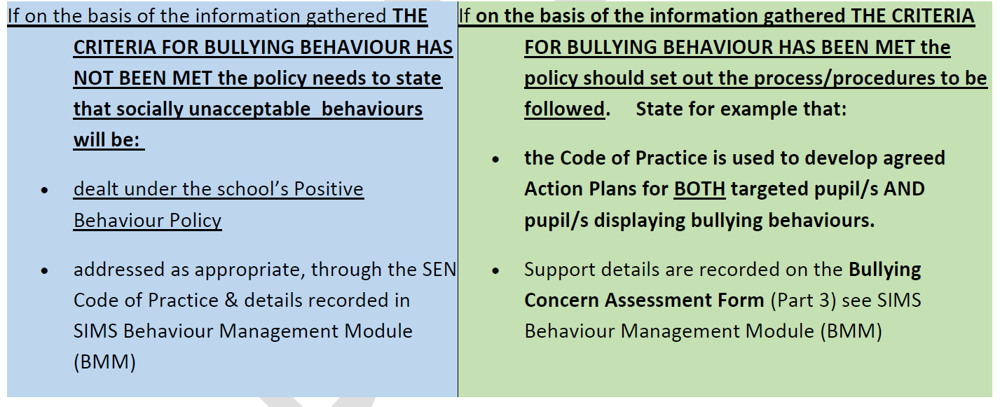 If on the basis of the information gathered THE
CRITERIA FOR BULLYING BEHAVIOUR HAS
NOT BEEN MET the policy needs to state
that socially unacceptable  behaviours
will be:
• dealt under the school’s Positive
Behaviour Policy
• addressed as appropriate, through the SEN
Code of Practice & details recorded in
SIMS Behaviour Management Module
(BMM)
If on the basis of the information gathered THE CRITERIA
FOR BULLYING BEHAVIOUR HAS BEEN MET the
policy should set out the process/procedures to be
followed.    State for example that:
• the Code of Practice is used to develop agreed
Action Plans for BOTH targeted pupil/s AND
pupil/s displaying bullying behaviours.
• Support details are recorded on the Bullying
Concern Assessment Form (Part 3) see SIMS
Behaviour Management Module (BMM)